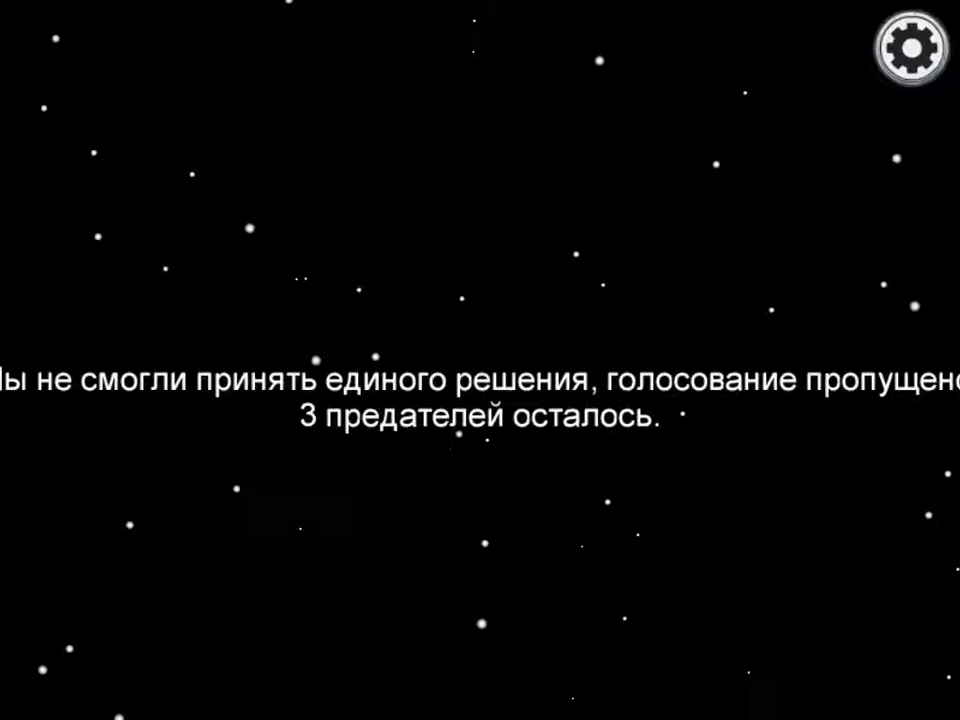 ы не смогли принять единого решения, голосование пропущено
3 предателей осталось.